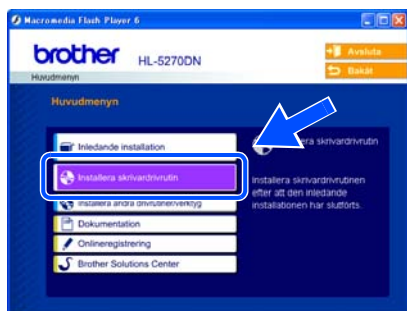 Macromedia Flash Player 6
brother
HL-5270DN
Avsluta
Bakåt
Huvudmenyn
Huvudmenyn
Inledande installation
Installera skrivardrivrutin
Installera andra drivrutiner/verktyg
Dokumentation
Onlineregistrering
Brother Solutions Center
era skrivardrivrutin
Installera skrivardrivrutinen
efter att den inledande
installationen har slutförts.